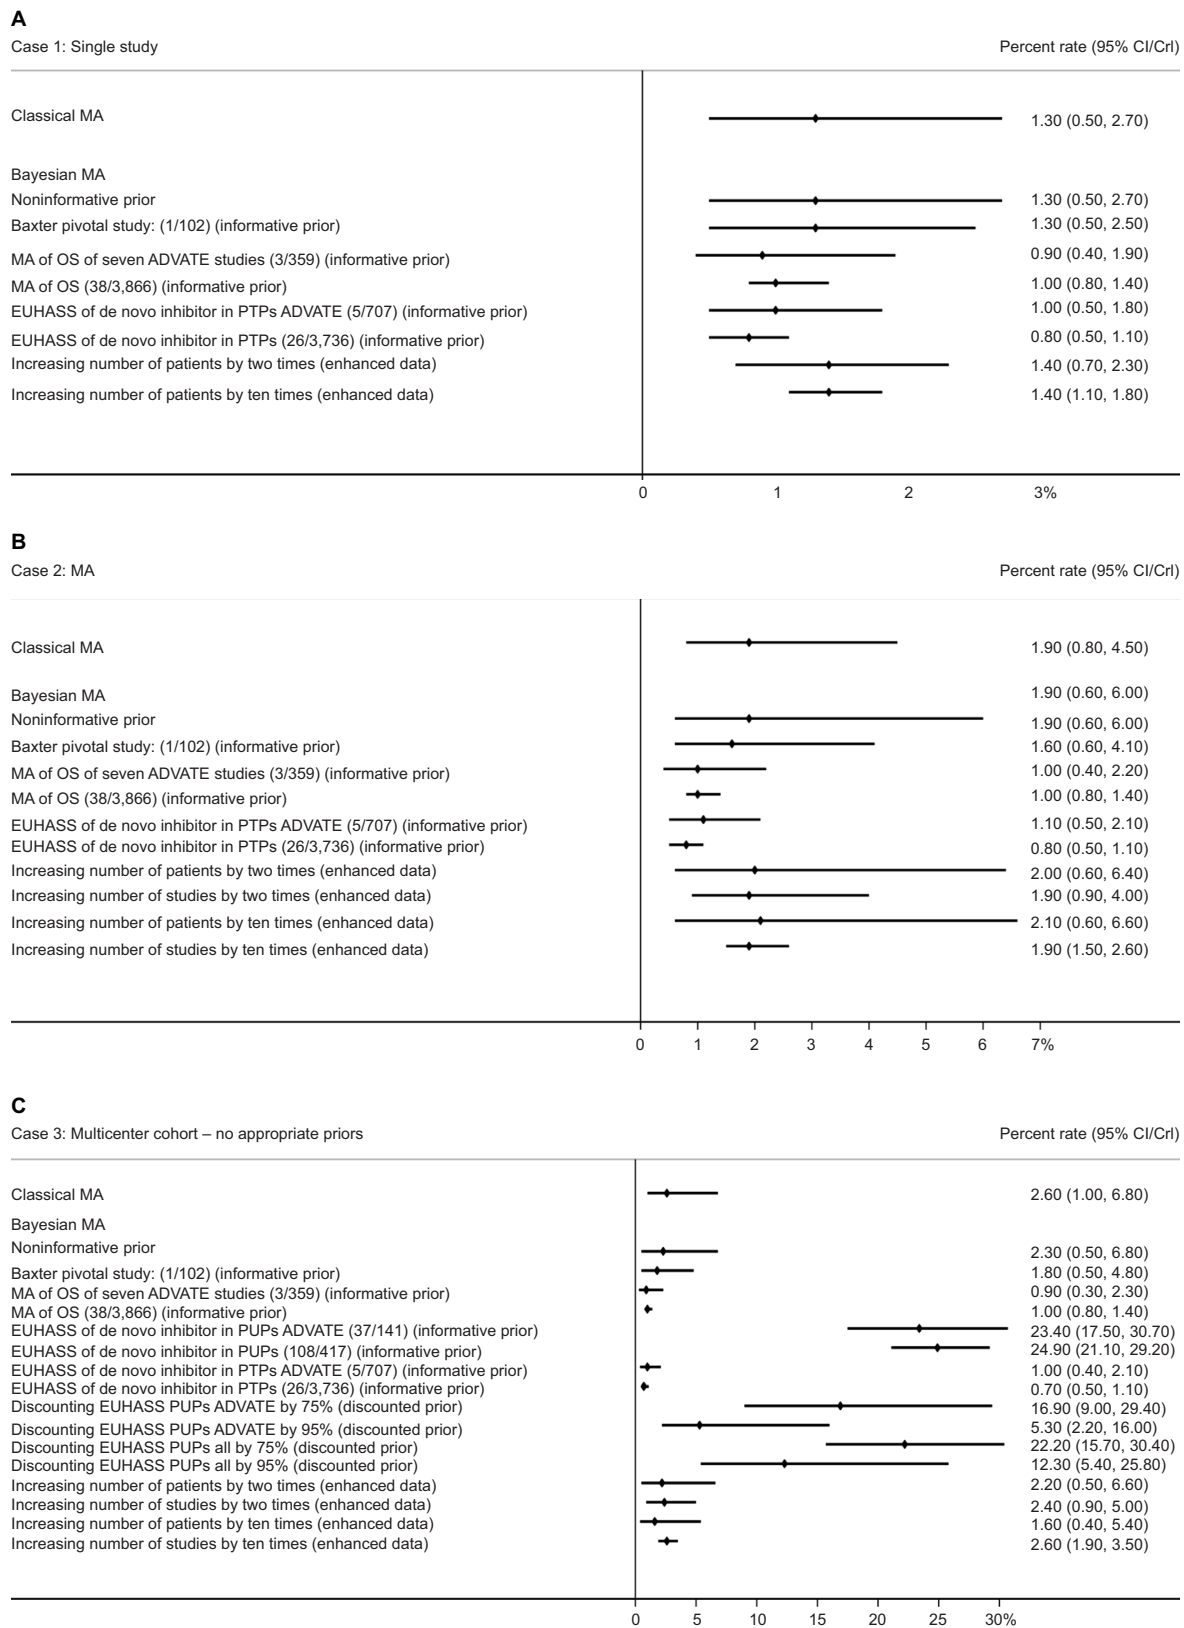 A
Case 1: Single study Percent rate (95% CI/Crl)
Classical MA 1.30 (0.50, 2.70)
Bayesian MA
Noninformative prior 1.30 (0.50, 2.70)
Baxter pivotal study: (1/102) (informative prior) 1.30 (0.50, 2.50)
MA of OS of seven ADVATE studies (3/359) (informative prior) 0.90 (0.40, 1.90)
MA of OS (38/3,866) (informative prior) 1.00 (0.80, 1.40)
EUHASS of de novo inhibitor in PTPs ADVATE (5/707) (informative prior) 1.00 (0.50, 1.80)
EUHASS of de novo inhibitor in PTPs (26/3,736) (informative prior) 0.80 (0.50, 1.10)
Increasing number of patients by two times (enhanced data) 1.40 (0.70, 2.30)
Increasing number of patients by ten times (enhanced data) 1.40 (1.10, 1.80)
0 1 2 3%
B
Case 2: MA Percent rate (95% CI/Crl)
Classical MA 1.90 (0.80, 4.50)
Bayesian MA 1.90 (0.60, 6.00)
Noninformative prior 1.90 (0.60, 6.00)
Baxter pivotal study: (1/102) (informative prior) 1.60 (0.60, 4.10)
MA of OS of seven ADVATE studies (3/359) (informative prior) 1.00 (0.40, 2.20)
MA of OS (38/3,866) (informative prior) 1.00 (0.80, 1.40)
EUHASS of de novo inhibitor in PTPs ADVATE (5/707) (informative prior) 1.10 (0.50, 2.10)
EUHASS of de novo inhibitor in PTPs (26/3,736) (informative prior) 0.80 (0.50, 1.10)
Increasing number of patients by two times (enhanced data) 2.00 (0.60, 6.40)
Increasing number of studies by two times (enhanced data) 1.90 (0.90, 4.00)
Increasing number of patients by ten times (enhanced data) 2.10 (0.60, 6.60)
Increasing number of studies by ten times (enhanced data) 1.90 (1.50, 2.60)
0 1 2 3 4 5 6 7%
C
Case 3: Multicenter cohort – no appropriate priors Percent rate (95% CI/Crl)
Classical MA 2.60 (1.00, 6.80)
Bayesian MA
Noninformative prior 2.30 (0.50, 6.80)
Baxter pivotal study: (1/102) (informative prior) 1.80 (0.50, 4.80)
MA of OS of seven ADVATE studies (3/359) (informative prior) 0.90 (0.30, 2.30)
MA of OS (38/3,866) (informative prior) 1.00 (0.80, 1.40)
EUHASS of de novo inhibitor in PUPs ADVATE (37/141) (informative prior) 23.40 (17.50, 30.70)
EUHASS of de novo inhibitor in PUPs (108/417) (informative prior) 24.90 (21.10, 29.20)
EUHASS of de novo inhibitor in PTPs ADVATE (5/707) (informative prior) 1.00 (0.40, 2.10)
EUHASS of de novo inhibitor in PTPs (26/3,736) (informative prior) 0.70 (0.50, 1.10)
Discounting EUHASS PUPs ADVATE by 75% (discounted prior) 16.90 (9.00, 29.40)
Discounting EUHASS PUPs ADVATE by 95% (discounted prior) 5.30 (2.20, 16.00)
Discounting EUHASS PUPs all by 75% (discounted prior) 22.20 (15.70, 30.40)
Discounting EUHASS PUPs all by 95% (discounted prior) 12.30 (5.40, 25.80)
Increasing number of patients by two times (enhanced data) 2.20 (0.50, 6.60)
Increasing number of studies by two times (enhanced data) 2.40 (0.90, 5.00)
Increasing number of patients by ten times (enhanced data) 1.60 (0.40, 5.40)
Increasing number of studies by ten times (enhanced data) 2.60 (1.90, 3.50)
0 5 10 15 20 25 30%